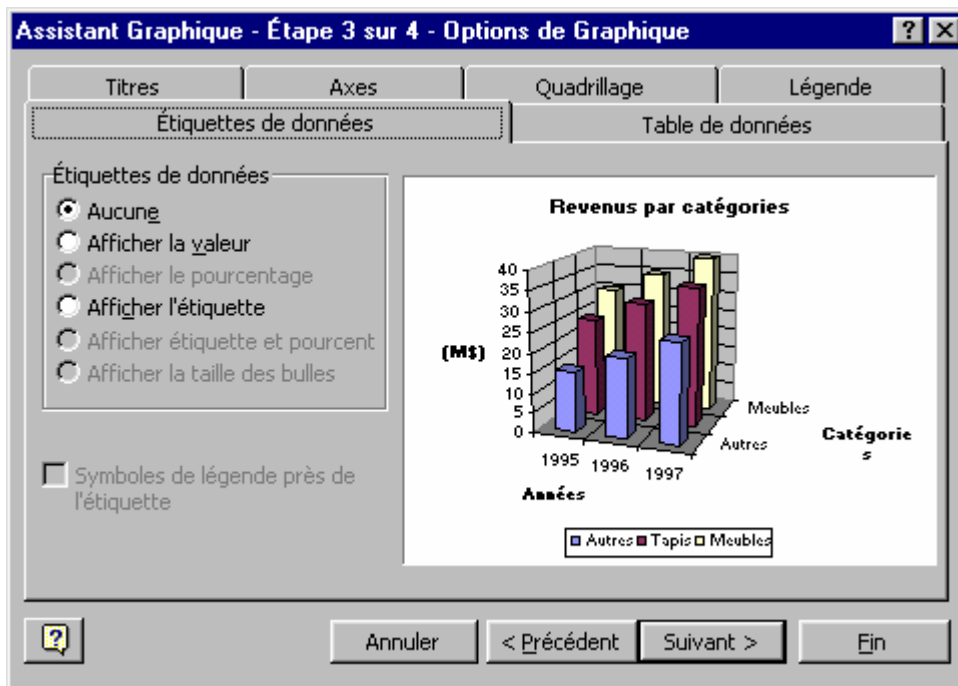 Assistant Graphique - Étape 3 sur 4 - Options de Graphique
Titres
Axes
Quadrillage
Légende
Étiquettes de données
Table de données
Étiquettes de données
Aucune
Afficher la valeur
Afficher le pourcentage
Afficher l'étiquette
Afficher étiquette et pourcent
Afficher la taille des bulles
Symboles de légende près de
l'étiquette
Revenus par catégories
40
35
30
25
20
15
10
5
0
(M$)
1995
1996
1997
Années
Meubles
Autres
Catégorie
s
Autres Tapis Meubles
?
Annuler
< Précédent
Suivant >
Fin